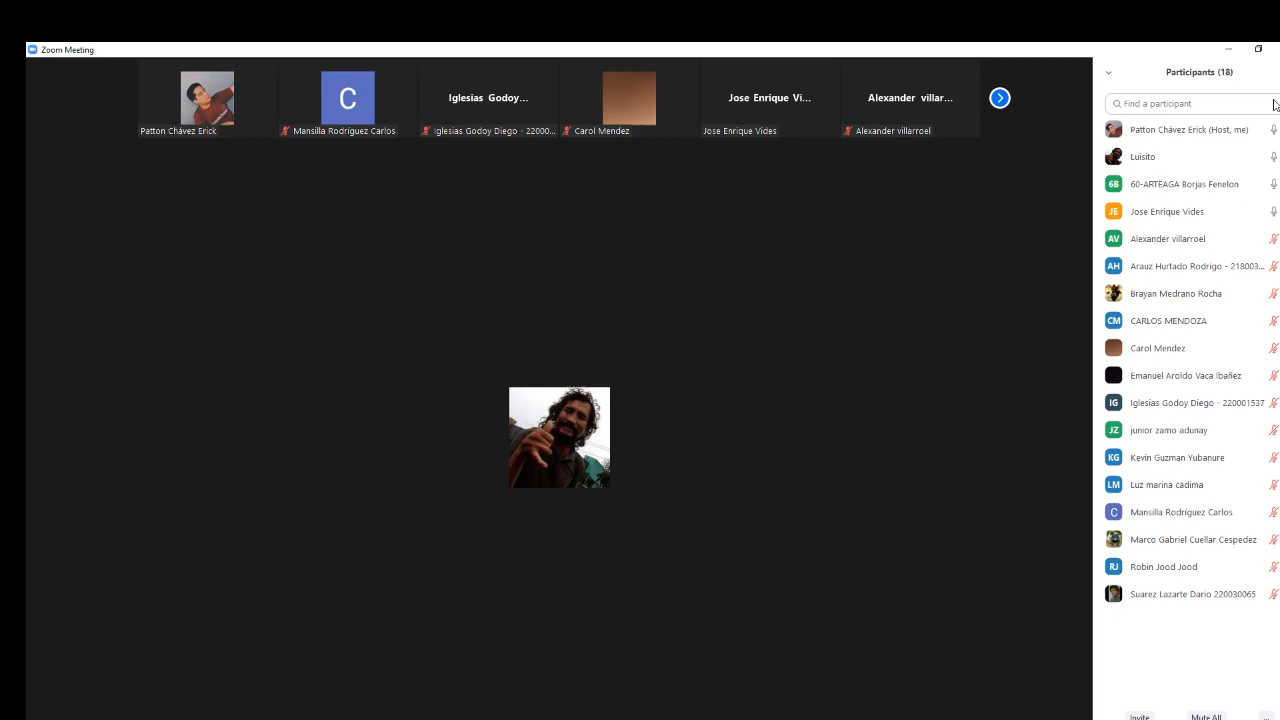 Zoom Meeting
C
Iglesias Godoy...
Jose Enrique Vi...
Alexander villar...
Patton Chávez Erick
Mansilla Rodríguez Carlos
Iglesias Godoy Diego - 22000...
Carol Mendez
Jose Enrique Vides
Alexander villarroel
Participants (18)
Find a participant
Patton Chávez Erick (Host, me)
Luisito
6B 60-ARTEAGA Borjas Fenelon
JE Jose Enrique Vides
AV Alexander villarroel
AH Arauz Hurtado Rodrigo - 218003...
Brayan Medrano Rocha
CM CARLOS MENDOZA
Carol Mendez
Emanuel Aroldo Vaca Ibañez
IG Iglesias Godoy Diego - 220001537
JZ junior zamo adunay
KG Kevin Guzman Yubanure
LM Luz marina cadima
C Mansilla Rodríguez Carlos
Marco Gabriel Cuellar Cespedez
RJ Robin Jood Jood
Suarez Lazarte Dario 220030065
Invite
Mute All
...